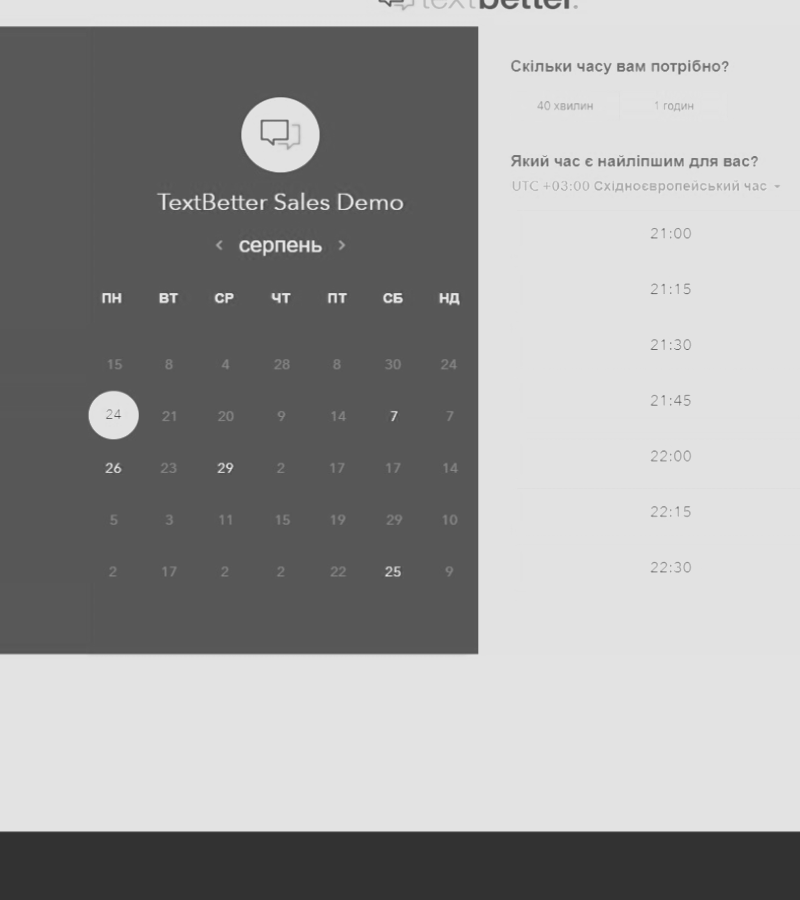 textbetter.
TextBetter Sales Demo
‹ серпень ›
ПН ВТ СР ЧТ ПТ СБ НД
15 8 4 28 8 30 24
24 21 20 9 14 7 7
26 23 29 2 17 17 14
5 3 11 15 19 29 10
2 17 2 2 22 25 9
Скільки часу вам потрібно?
40 хвилин 1 годин
Який час є найліпшим для вас?
UTC +03:00 Східноєвропейський час
21:00
21:15
21:30
21:45
22:00
22:15
22:30